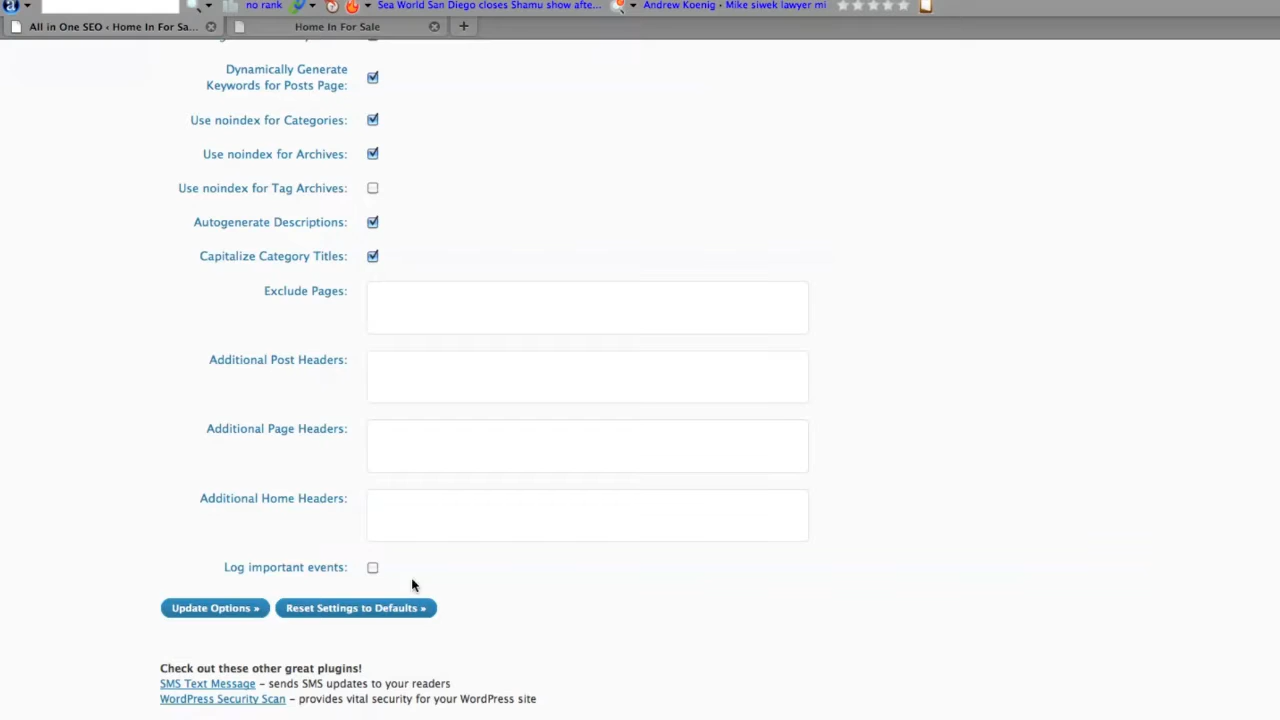 no rank
Sea World San Diego closes Shamu show afte...
Andrew Koenig • Mike siwek lawyer mi
All in One SEO ‹ Home In For Sa...
Home In For Sale
Dynamically Generate
Keywords for Posts Page:
Use noindex for Categories:
Use noindex for Archives:
Use noindex for Tag Archives:
Autogenerate Descriptions:
Capitalize Category Titles:
Exclude Pages:
Additional Post Headers:
Additional Page Headers:
Additional Home Headers:
Log important events:
Update Options »
Reset Settings to Defaults »
Check out these other great plugins!
SMS Text Message – sends SMS updates to your readers
WordPress Security Scan – provides vital security for your WordPress site